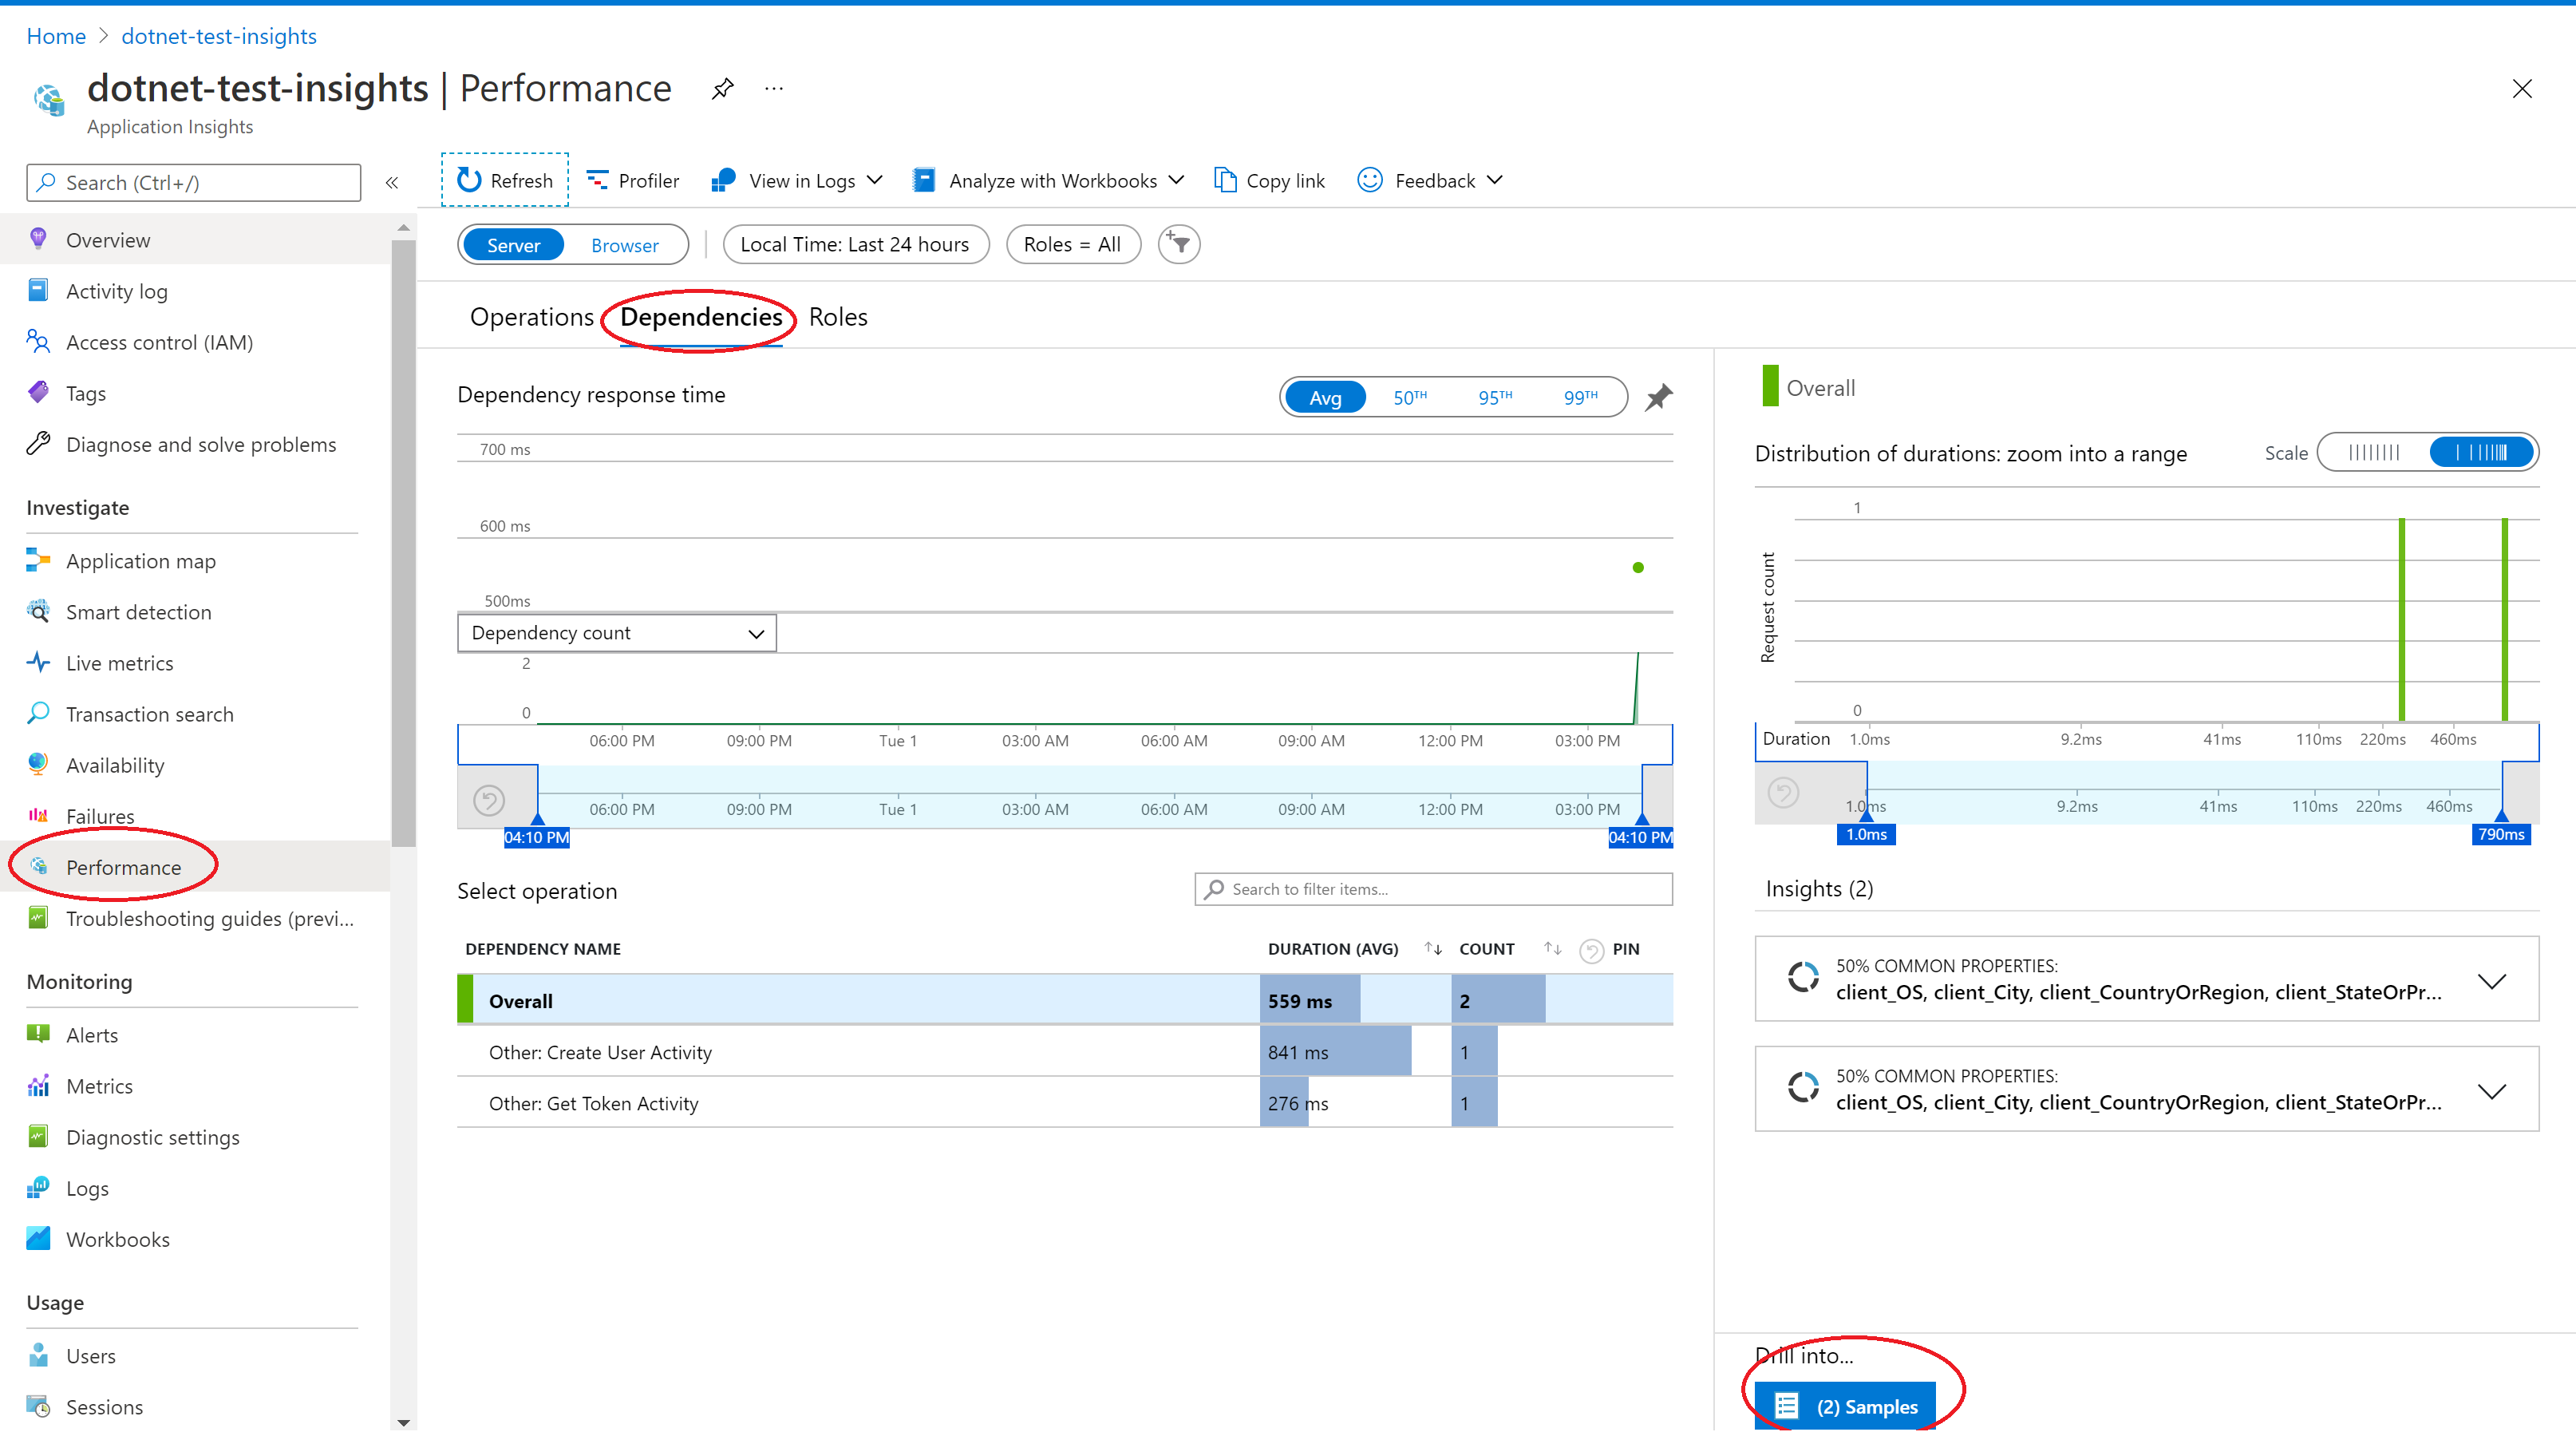 Home > dotnet-test-insights
dotnet-test-insights | Performance ...
Application Insights
Search (Ctrl+/) «
Overview
Activity log
Access control (IAM)
Tags
Diagnose and solve problems
Investigate
Application map
Smart detection
Live metrics
Transaction search
Availability
Failures
Performance
Troubleshooting guides (previ...
Monitoring
Alerts
Metrics
Diagnostic settings
Logs
Workbooks
Usage
Users
Sessions
Refresh Profiler View in Logs Analyze with Workbooks Copy link Feedback
Server Browser Local Time: Last 24 hours Roles = All
Operations Dependencies Roles
Dependency response time Avg 50TH 95TH 99TH
700 ms
600 ms
500ms
Dependency count
2
0
06:00 PM 09:00 PM Tue 1 03:00 AM 06:00 AM 09:00 AM 12:00 PM 03:00 PM
06:00 PM 09:00 PM Tue 1 03:00 AM 06:00 AM 09:00 AM 12:00 PM 03:00 PM
04:10 PM 04:10 PM
Select operation Search to filter items...
DEPENDENCY NAME DURATION (AVG) COUNT PIN
Overall 559 ms 2
Other: Create User Activity 841 ms 1
Other: Get Token Activity 276 ms 1
Overall
Distribution of durations: zoom into a range Scale
1
Request count
0
Duration 1.0ms 9.2ms 41ms 110ms 220ms 460ms
1.0ms 9.2ms 41ms 110ms 220ms 460ms
1.0ms 790ms
Insights (2)
50% COMMON PROPERTIES:
client_OS, client_City, client_CountryOrRegion, client_StateOrPr...
50% COMMON PROPERTIES:
client_OS, client_City, client_CountryOrRegion, client_StateOrPr...
Drill into...
(2) Samples